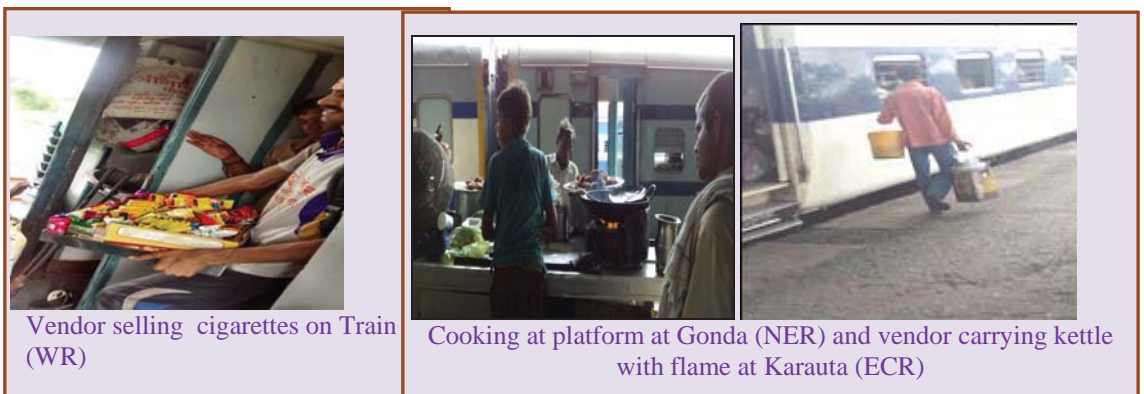 Vendor selling cigarettes on Train
(WR)
Cooking at platform at Gonda (NER) and vendor carrying kettle
with flame at Karauta (ECR)